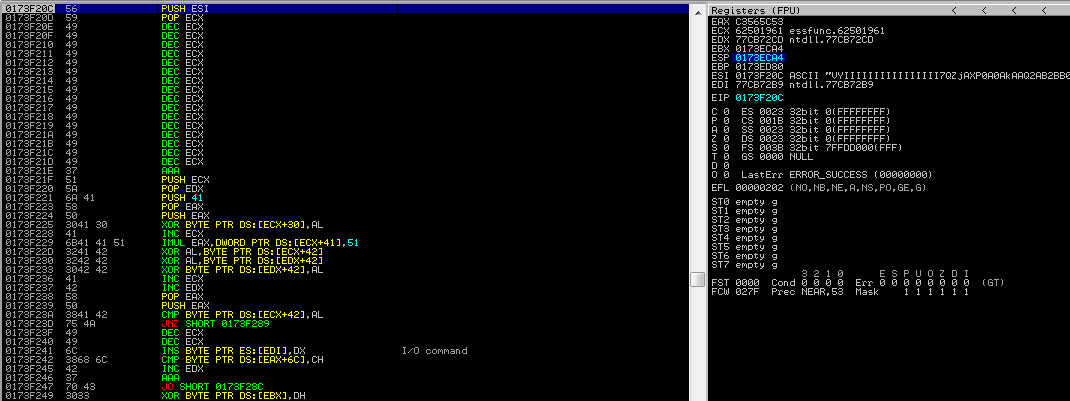 0173F20C 56 PUSH ESI
0173F20D 59 POP ECX
0173F20E 49 DEC ECX
0173F20F 49 DEC ECX
0173F210 49 DEC ECX
0173F211 49 DEC ECX
0173F212 49 DEC ECX
0173F213 49 DEC ECX
0173F214 49 DEC ECX
0173F215 49 DEC ECX
0173F216 49 DEC ECX
0173F217 49 DEC ECX
0173F218 49 DEC ECX
0173F219 49 DEC ECX
0173F21A 49 DEC ECX
0173F21B 49 DEC ECX
0173F21C 49 DEC ECX
0173F21D 49 DEC ECX
0173F21E 37 AAA
0173F21F 51 PUSH ECX
0173F220 5A POP EDX
0173F221 6A 41 PUSH 41
0173F223 58 POP EAX
0173F224 50 PUSH EAX
0173F225 3041 30 XOR BYTE PTR DS:[ECX+30],AL
0173F228 41 INC ECX
0173F229 6B41 41 51 IMUL EAX,DWORD PTR DS:[ECX+41],51
0173F22D 3241 42 XOR AL,BYTE PTR DS:[ECX+42]
0173F230 3242 42 XOR AL,BYTE PTR DS:[EDX+42]
0173F233 3042 42 XOR BYTE PTR DS:[EDX+42],AL
0173F236 41 INC ECX
0173F237 42 INC EDX
0173F238 58 POP EAX
0173F239 50 PUSH EAX
0173F23A 3841 42 CMP BYTE PTR DS:[ECX+42],AL
0173F23D 75 4A JNZ SHORT 0173F289
0173F23F 49 DEC ECX
0173F240 49 DEC ECX
0173F241 6C INS BYTE PTR ES:[EDI],DX I/O command
0173F242 3868 6C CMP BYTE PTR DS:[EAX+6C],CH
0173F245 42 INC EDX
0173F246 37 AAA
0173F247 70 43 JO SHORT 0173F28C
0173F249 3033 XOR BYTE PTR DS:[EBX],DH
Registers (FPU) < < < <
EAX C3565C53
ECX 62501961 essfunc.62501961
EDX 77CB72CD ntdll.77CB72CD
EBX 0173ECA4
ESP 0173ECA4
EBP 0173ED80
ESI 0173F20C ASCII "VYIIIIIIIIIIIIIIII7QZjAXP0A0AkAAQ2AB2BB0
EDI 77CB72B9 ntdll.77CB72B9
EIP 0173F20C
C 0 ES 0023 32bit 0(FFFFFFFF)
P 0 CS 001B 32bit 0(FFFFFFFF)
A 0 SS 0023 32bit 0(FFFFFFFF)
Z 0 DS 0023 32bit 0(FFFFFFFF)
S 0 FS 003B 32bit 7FFDD000(FFF)
T 0 GS 0000 NULL
D 0
O 0 LastErr ERROR_SUCCESS (00000000)
EFL 00000202 (NO,NB,NE,A,NS,PO,GE,G)
ST0 empty g
ST1 empty g
ST2 empty g
ST3 empty g
ST4 empty g
ST5 empty g
ST6 empty g
ST7 empty g
3 2 1 0 E S P U O Z D I
FST 0000 Cond 0 0 0 0 Err 0 0 0 0 0 0 0 0 (GT)
FCW 027F Prec NEAR,53 Mask 1 1 1 1 1 1